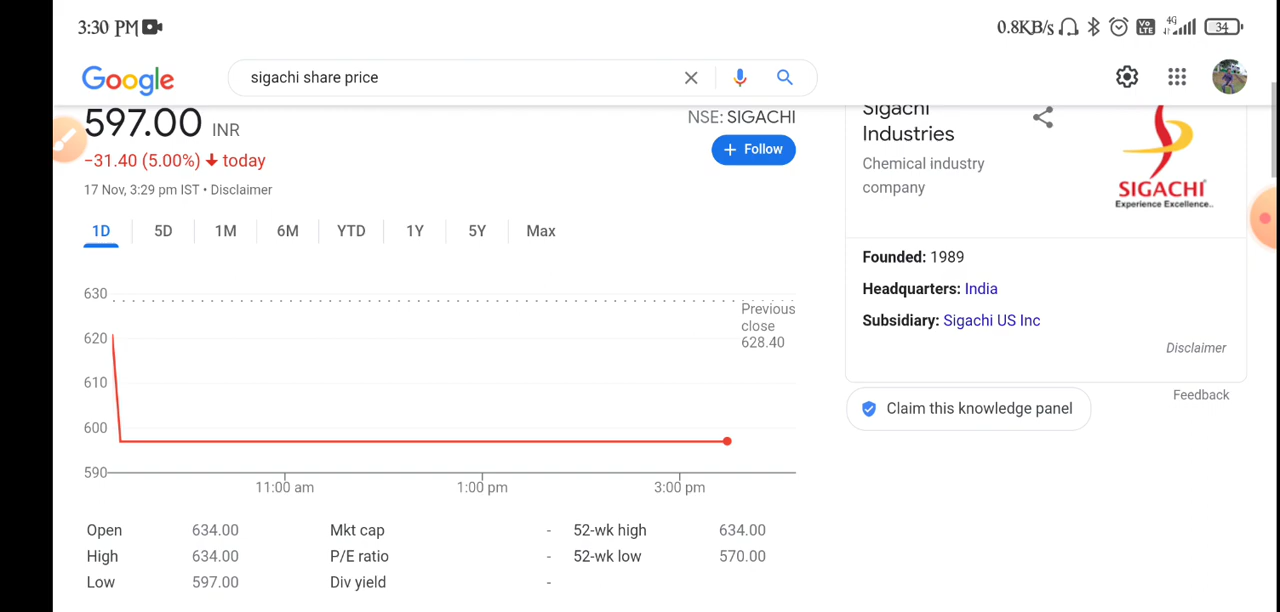 3:30 PM
0.8KB/s
Vo LTE
4G
34
Google
sigachi share price
597.00 INR
NSE: SIGACHI
−31.40 (5.00%) today
+ Follow
17 Nov, 3:29 pm IST • Disclaimer
1D 5D 1M 6M YTD 1Y 5Y Max
630
620
610
600
590
Previous
close
628.40
11:00 am 1:00 pm 3:00 pm
Open 634.00 Mkt cap - 52-wk high 634.00
High 634.00 P/E ratio - 52-wk low 570.00
Low 597.00 Div yield -
Sigachi
Industries
Chemical industry
company
SIGACHI
Experience Excellence..
Founded: 1989
Headquarters: India
Subsidiary: Sigachi US Inc
Disclaimer
Feedback
Claim this knowledge panel